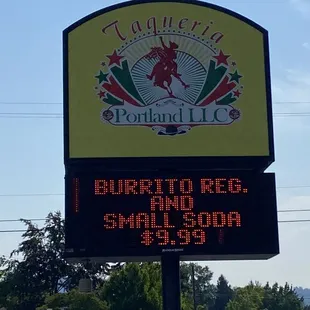 Taqueria
Portland LLC
BURRITO REG.
AND
SMALL SODA
$9.99